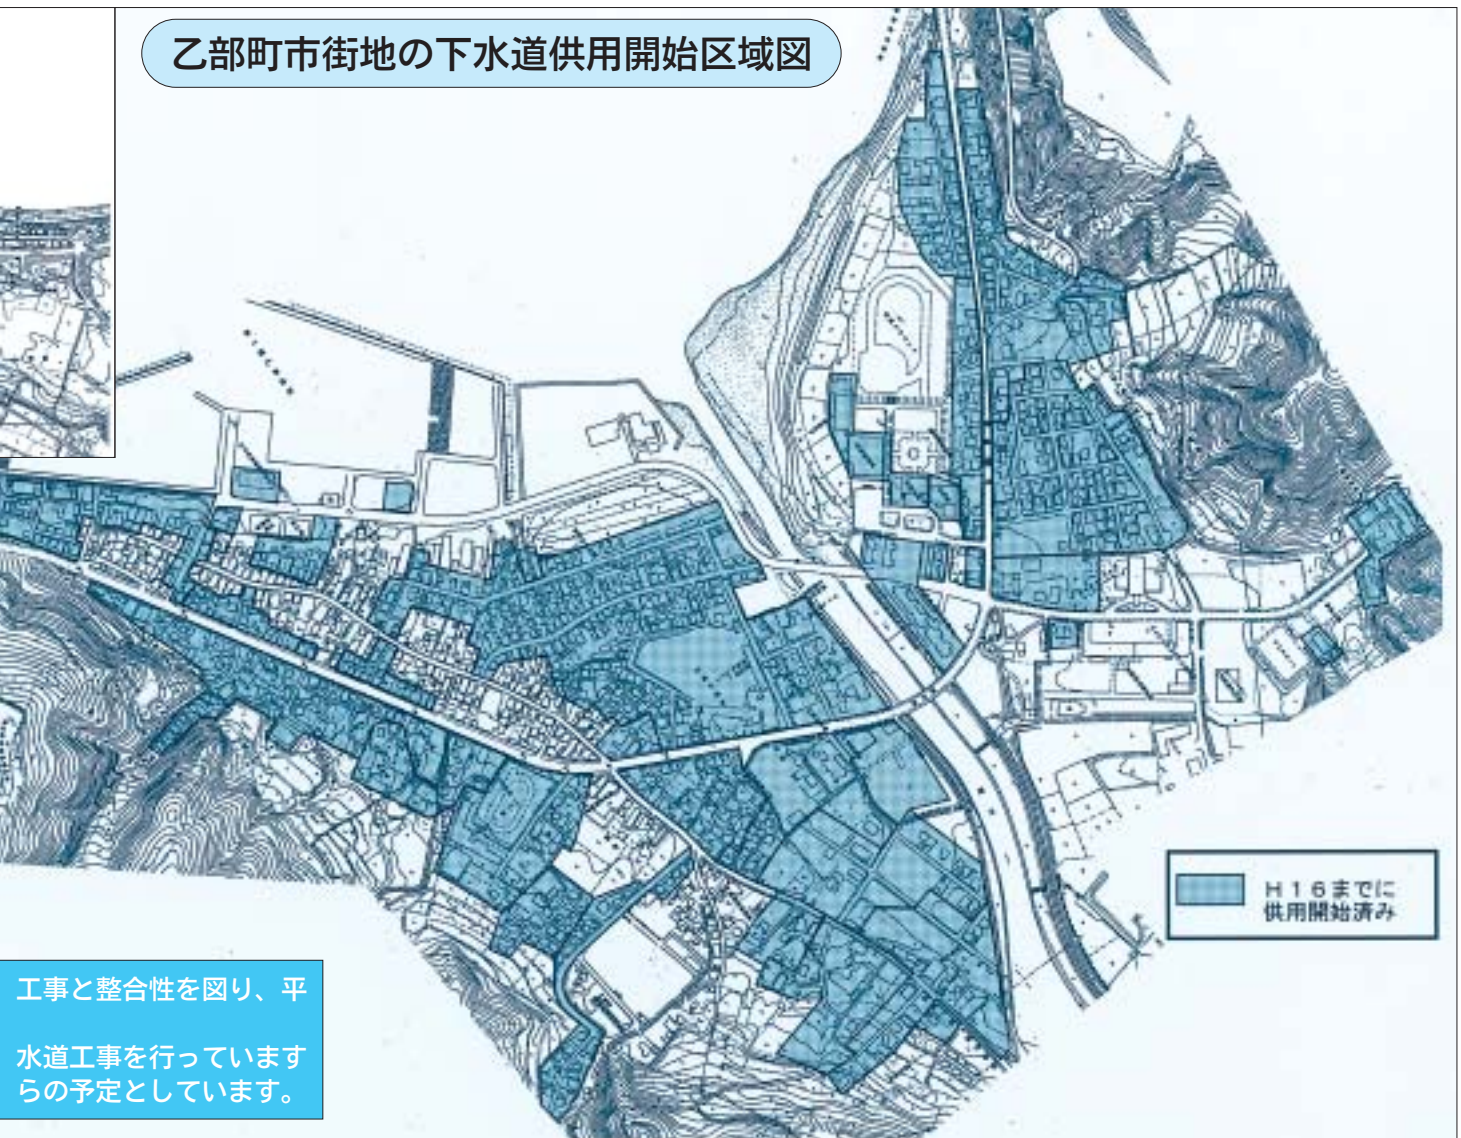 乙部町市街地の下水道供用開始区域図
H16までに
供用開始済み
工事と整合性を図り、平
水道工事を行っています
らの予定としています。